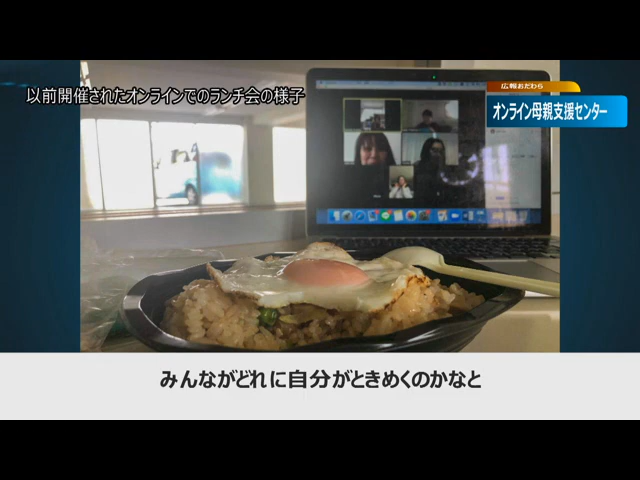 以前開催されたオンラインでのランチ会の様子
広報おだわら
オンライン母親支援センター
みんながどれに自分がときめくのかなと